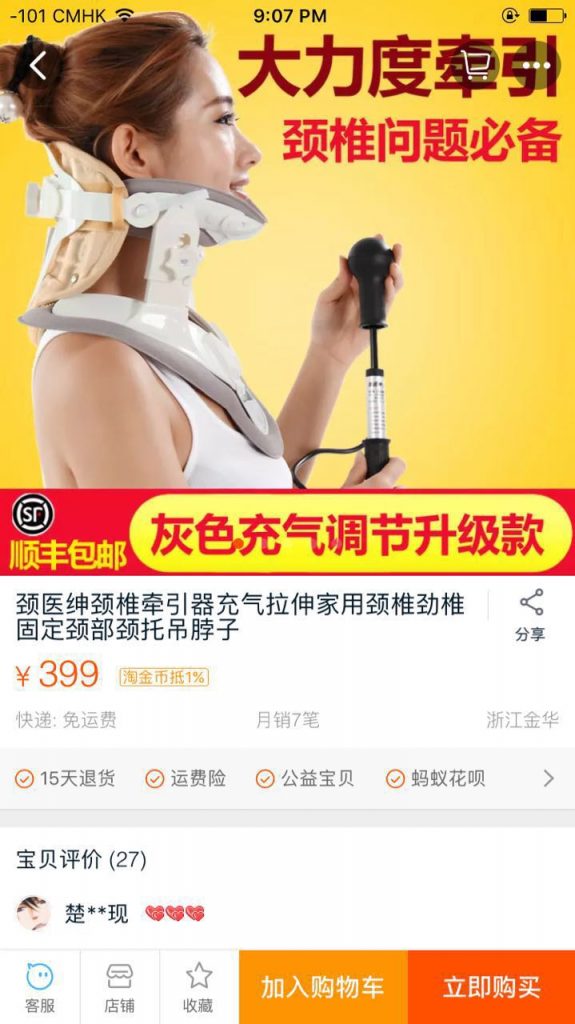 -101 CMHK 9:07 PM
大力度牵引
颈椎问题必备
SF
顺丰包邮
灰色充气调节升级款
颈医绅颈椎牵引器充气拉伸家用颈椎劲椎
固定颈部颈托吊脖子
分享
¥ 399 淘金币抵1%
快递: 免运费 月销7笔 浙江金华
15天退货 运费险 公益宝贝 蚂蚁花呗
宝贝评价 (27)
楚**现
客服 店铺 收藏 加入购物车 立即购买